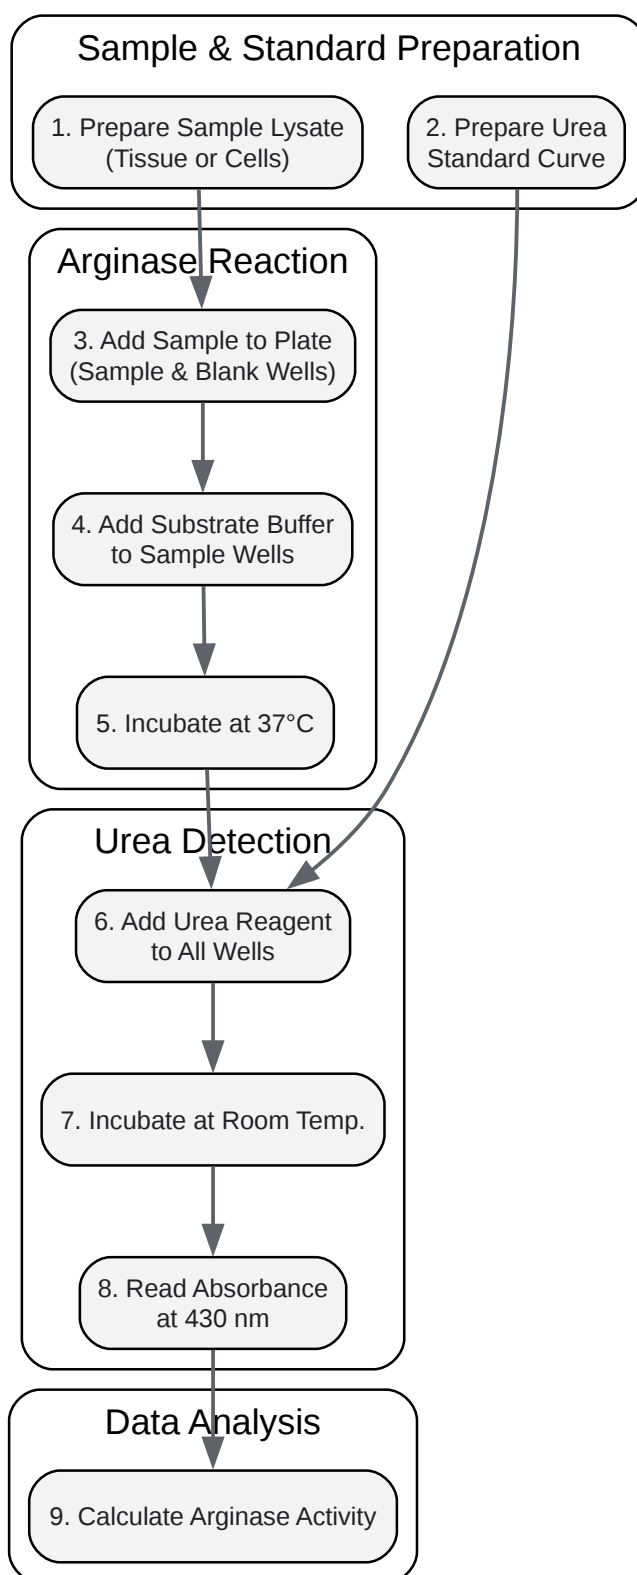 Sample & Standard Preparation
1. Prepare Sample Lysate
(Tissue or Cells)
2. Prepare Urea
Standard Curve
Arginase Reaction
3. Add Sample to Plate
(Sample & Blank Wells)
4. Add Substrate Buffer
to Sample Wells
5. Incubate at 37°C
Urea Detection
6. Add Urea Reagent
to All Wells
7. Incubate at Room Temp.
8. Read Absorbance
at 430 nm
Data Analysis
9. Calculate Arginase Activity